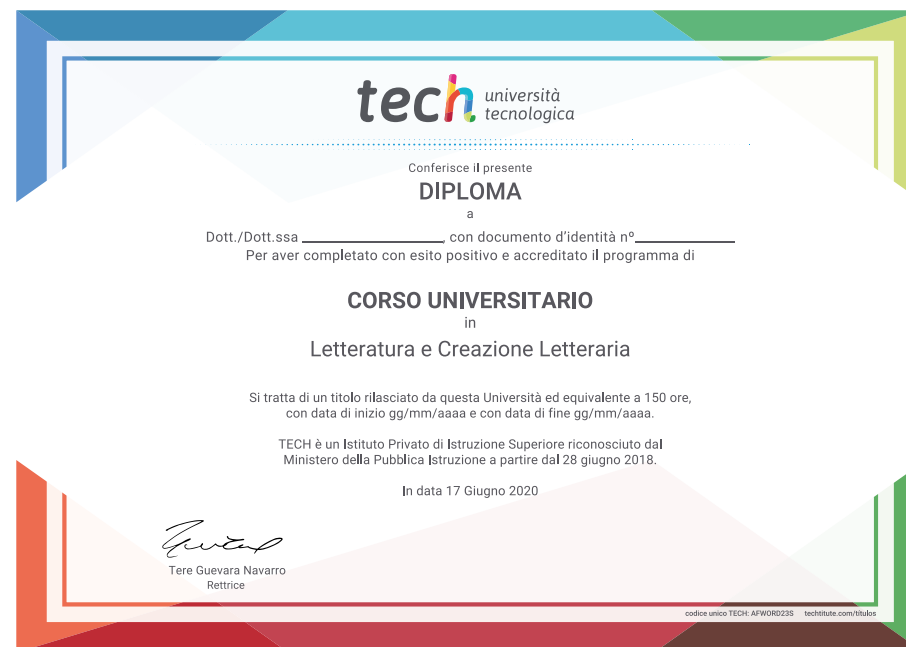 tech università
tecnologica
Conferisce il presente
DIPLOMA
a
Dott./Dott.ssa ____________________, con documento d'identità nº______________
Per aver completato con esito positivo e accreditato il programma di
CORSO UNIVERSITARIO
in
Letteratura e Creazione Letteraria
Si tratta di un titolo rilasciato da questa Università ed equivalente a 150 ore,
con data di inizio gg/mm/aaaa e con data di fine gg/mm/aaaa.
TECH è un Istituto Privato di Istruzione Superiore riconosciuto dal
Ministero della Pubblica Istruzione a partire dal 28 giugno 2018.
In data 17 Giugno 2020
Tere Guevara Navarro
Rettrice
codice unico TECH: AFWORD23S techtitute.com/titulos